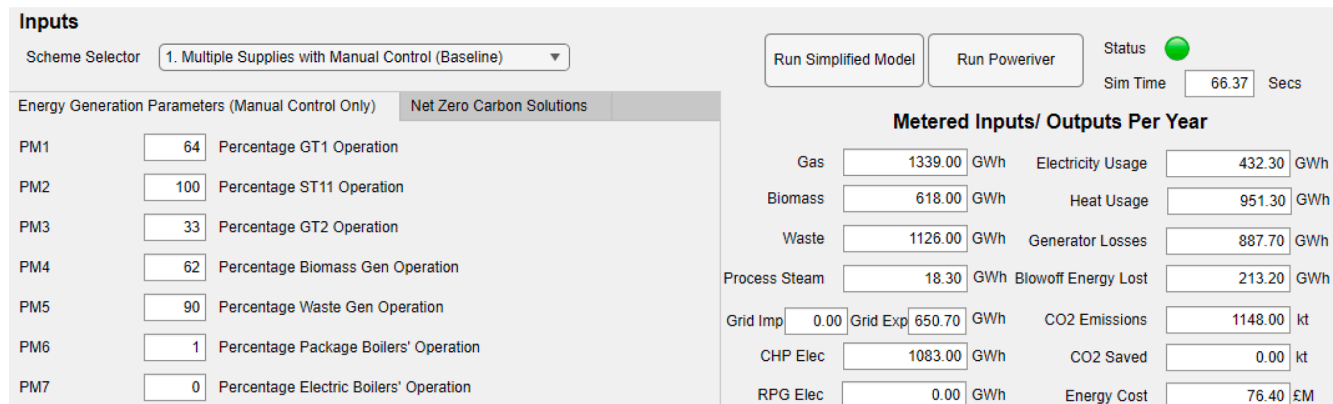 Inputs
Scheme Selector 1. Multiple Supplies with Manual Control (Baseline)
Energy Generation Parameters (Manual Control Only) Net Zero Carbon Solutions
PM1 64 Percentage GT1 Operation
PM2 100 Percentage ST11 Operation
PM3 33 Percentage GT2 Operation
PM4 62 Percentage Biomass Gen Operation
PM5 90 Percentage Waste Gen Operation
PM6 1 Percentage Package Boilers' Operation
PM7 0 Percentage Electric Boilers' Operation
Run Simplified Model Run Poweriver Status
Sim Time 66.37 Secs
Metered Inputs/ Outputs Per Year
Gas 1339.00 GWh Electricity Usage 432.30 GWh
Biomass 618.00 GWh Heat Usage 951.30 GWh
Waste 1126.00 GWh Generator Losses 887.70 GWh
Process Steam 18.30 GWh Blowoff Energy Lost 213.20 GWh
Grid Imp 0.00 Grid Exp 650.70 GWh CO2 Emissions 1148.00 kt
CHP Elec 1083.00 GWh CO2 Saved 0.00 kt
RPG Elec 0.00 GWh Energy Cost 76.40 £M